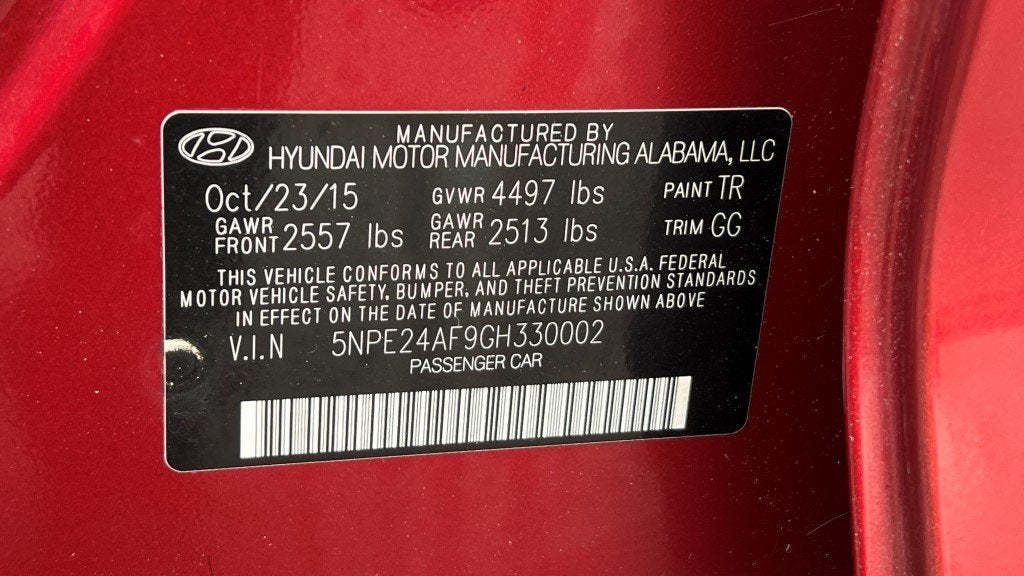 MANUFACTURED BY
HYUNDAI MOTOR MANUFACTURING ALABAMA, LLC
Oct/23/15 GVWR 4497 lbs PAINT TR
GAWR FRONT 2557 lbs GAWR REAR 2513 lbs TRIM GG
THIS VEHICLE CONFORMS TO ALL APPLICABLE U.S.A. FEDERAL
MOTOR VEHICLE SAFETY, BUMPER, AND THEFT PREVENTION STANDARDS
IN EFFECT ON THE DATE OF MANUFACTURE SHOWN ABOVE
V.I.N 5NPE24AF9GH330002
PASSENGER CAR